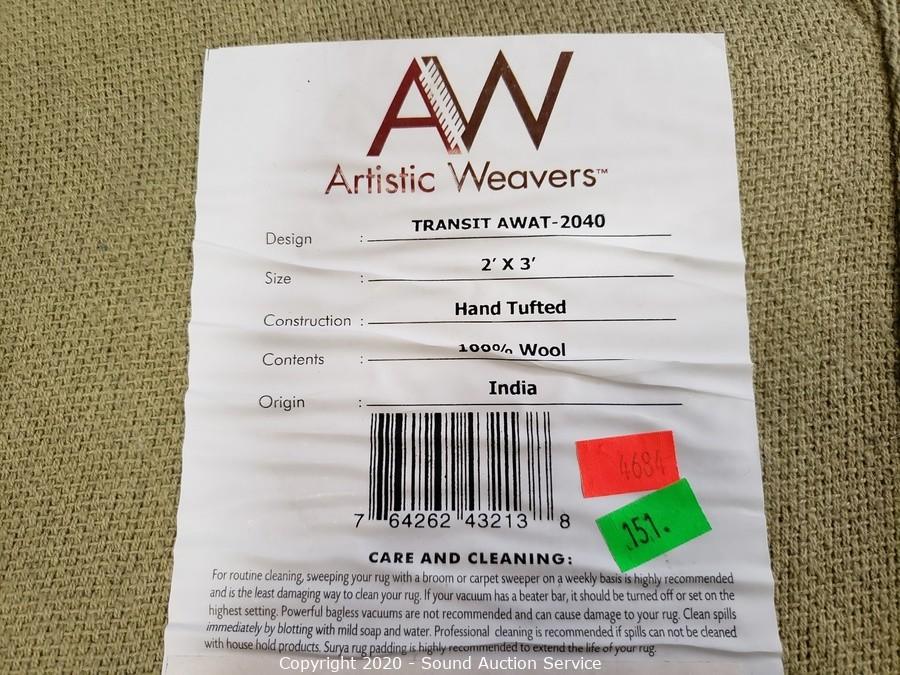 AW
Artistic Weavers™
Design : TRANSIT AWAT-2040
Size : 2' X 3'
Construction : Hand Tufted
Contents : 100% Wool
Origin : India
4684
151.
7 64262 43213 8
CARE AND CLEANING:
For routine cleaning, sweeping your rug with a broom or carpet sweeper on a weekly basis is highly recommended
and is the least damaging way to clean your rug. If your vacuum has a beater bar, it should be turned off or set on the
highest setting. Powerful bagless vacuums are not recommended and can cause damage to your rug. Clean spills
immediately by blotting with mild soap and water. Professional cleaning is recommended if spills can not be cleaned
with house hold products. Surya rug padding is highly recommended to extend the life of your rug.
Copyright 2020 - Sound Auction Service